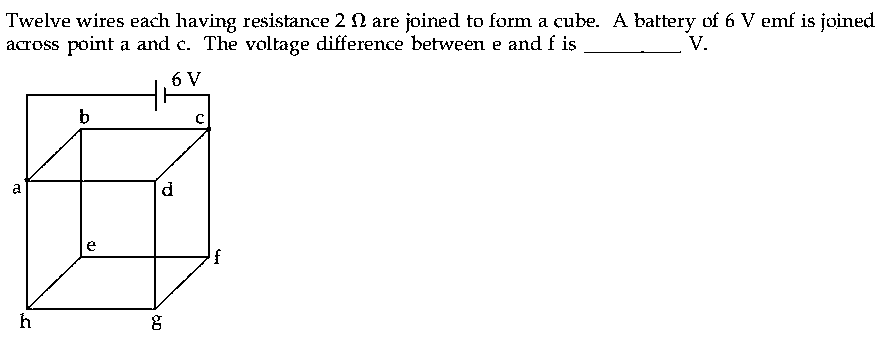 Twelve wires each having resistance 2 Ω are joined to form a cube. A battery of 6 V emf is joined
across point a and c. The voltage difference between e and f is ________ V.
6 V
b
c
a
d
e
f
h
g